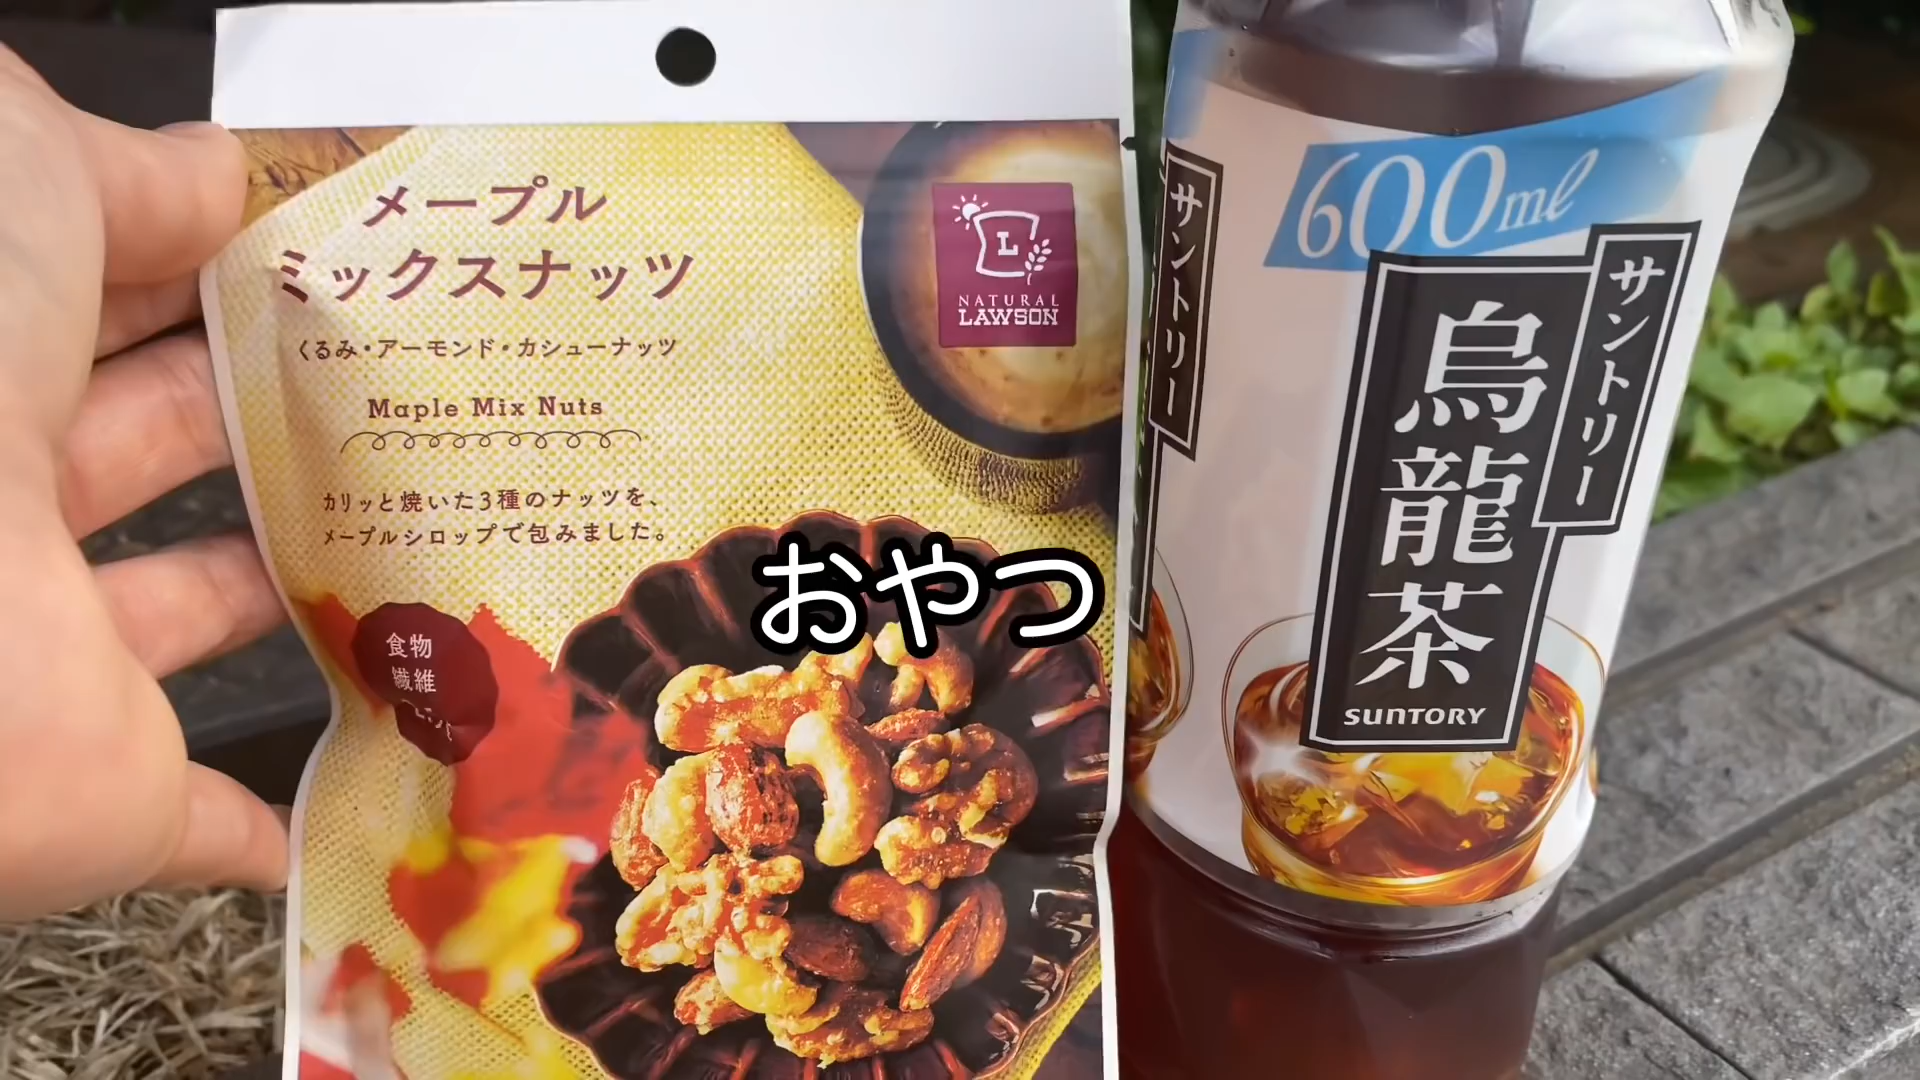 メープル
ミックスナッツ
くるみ・アーモンド・カシューナッツ
Maple Mix Nuts
カリッと焼いた3種のナッツを、
メープルシロップで包みました。
食物
繊維
L
NATURAL
LAWSON
おやつ
サントリー
600ml
サントリー
烏龍茶
SUNTORY